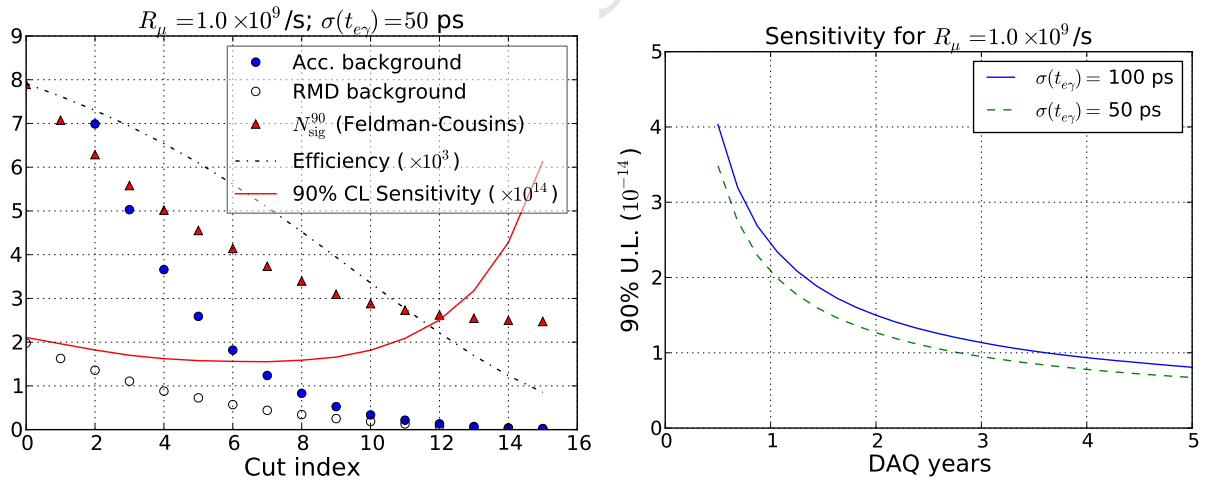 R_μ = 1.0 × 10^9/s; σ(t_eγ) = 50 ps
9
8
7
6
5
4
3
2
1
0
Acc. background
RMD background
N_sig^90 (Feldman-Cousins)
Efficiency ( ×10^3)
90% CL Sensitivity ( ×10^14)
0 2 4 6 8 10 12 14 16
Cut index
Sensitivity for R_μ = 1.0 × 10^9/s
90% U.L. (10^−14)
5
4
3
2
1
0
σ(t_eγ) = 100 ps
σ(t_eγ) = 50 ps
0 1 2 3 4 5
DAQ years